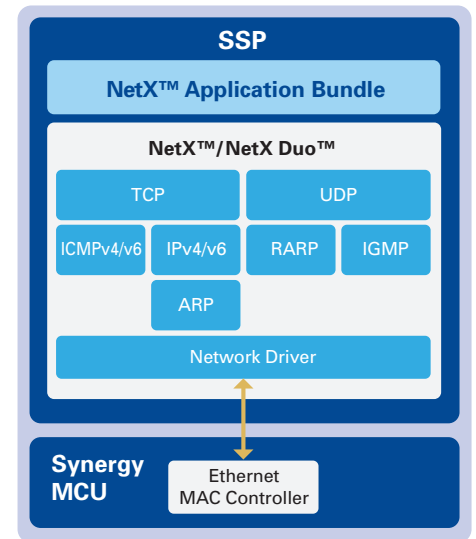 SSP
NetX™ Application Bundle
NetX™/NetX Duo™
TCP UDP
ICMPv4/v6 IPv4/v6 RARP IGMP
ARP
Network Driver
Synergy
MCU
Ethernet
MAC Controller